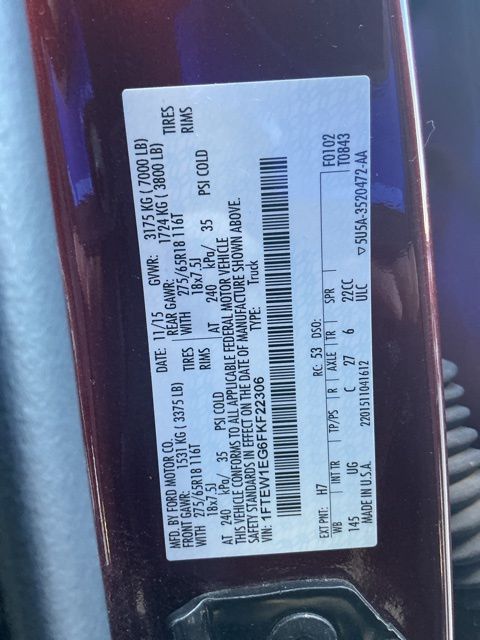 MFD. BY FORD MOTOR CO. DATE: 11/15 GVWR: 3175 KG ( 7000 LB)
FRONT GAWR: 1531 KG ( 3375 LB) REAR GAWR: 1724 KG ( 3800 LB)
WITH 275/65R18 116T TIRES WITH 275/65R18 116T TIRES
18x7.5J RIMS 18x7.5J RIMS
AT 240 kPa/ 35 PSI COLD AT 240 kPa/ 35 PSI COLD
THIS VEHICLE CONFORMS TO ALL APPLICABLE FEDERAL MOTOR VEHICLE
SAFETY STANDARDS IN EFFECT ON THE DATE OF MANUFACTURE SHOWN ABOVE.
VIN: 1FTEW1EG6FKF22306 TYPE: Truck
F0102
T0843
EXT PNT: H7 RC: 53 DSO:
WB INT TR TP/PS R AXLE TR SPR
145 UG C 27 6 22CC
ULC
MADE IN U.S.A. 2201511041612 ▽5U5A-3520472-AA